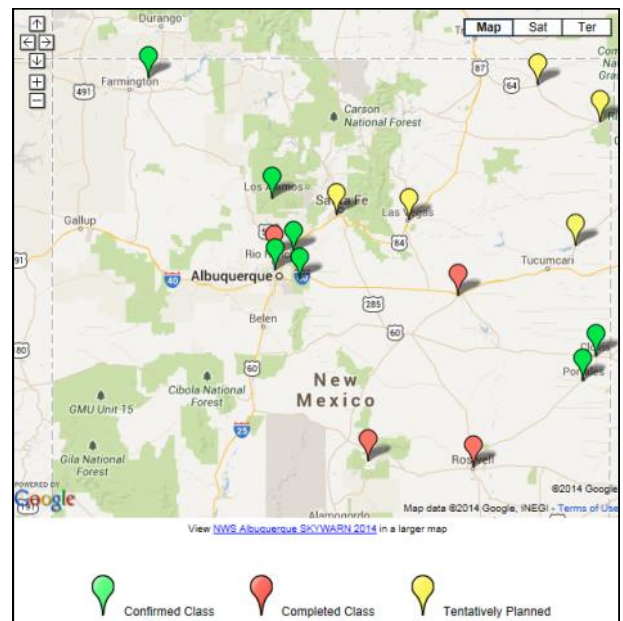 Durango
Map Sat Ter
87
64
491
Farmington
Carson
National Forest
Los Alamos
Santa Fe
Las Vegas
Gallup
84
Tucumcari
40
Albuquerque
285
Belen
60
60
80
New
Mexico
Cibola National
Forest
GMU Unit 15
25
Gila National
Forest
Roswell
POWERED BY
Google
©2014 Google
Alamogordo
Map data ©2014 Google, INEGI - Terms of Use
View NWS Albuquerque SKYWARN 2014 in a larger map
Confirmed Class Completed Class Tentatively Planned